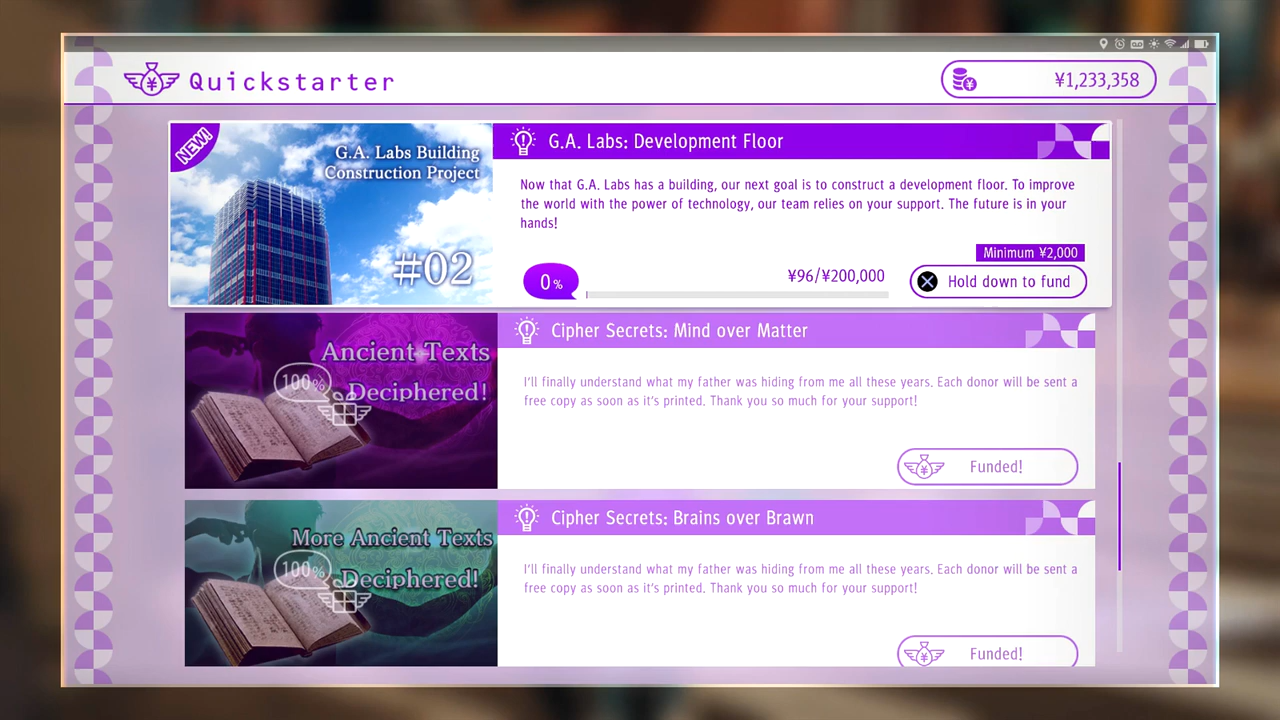 Quickstarter
¥1,233,358
NEW!
G.A. Labs Building
Construction Project
#02
G.A. Labs: Development Floor
Now that G.A. Labs has a building, our next goal is to construct a development floor. To improve
the world with the power of technology, our team relies on your support. The future is in your
hands!
Minimum ¥2,000
0%
¥96/¥200,000
Hold down to fund
Ancient Texts
Deciphered!
100%
Cipher Secrets: Mind over Matter
I'll finally understand what my father was hiding from me all these years. Each donor will be sent a
free copy as soon as it's printed. Thank you so much for your support!
Funded!
More Ancient Texts
Deciphered!
100%
Cipher Secrets: Brains over Brawn
I'll finally understand what my father was hiding from me all these years. Each donor will be sent a
free copy as soon as it's printed. Thank you so much for your support!
Funded!